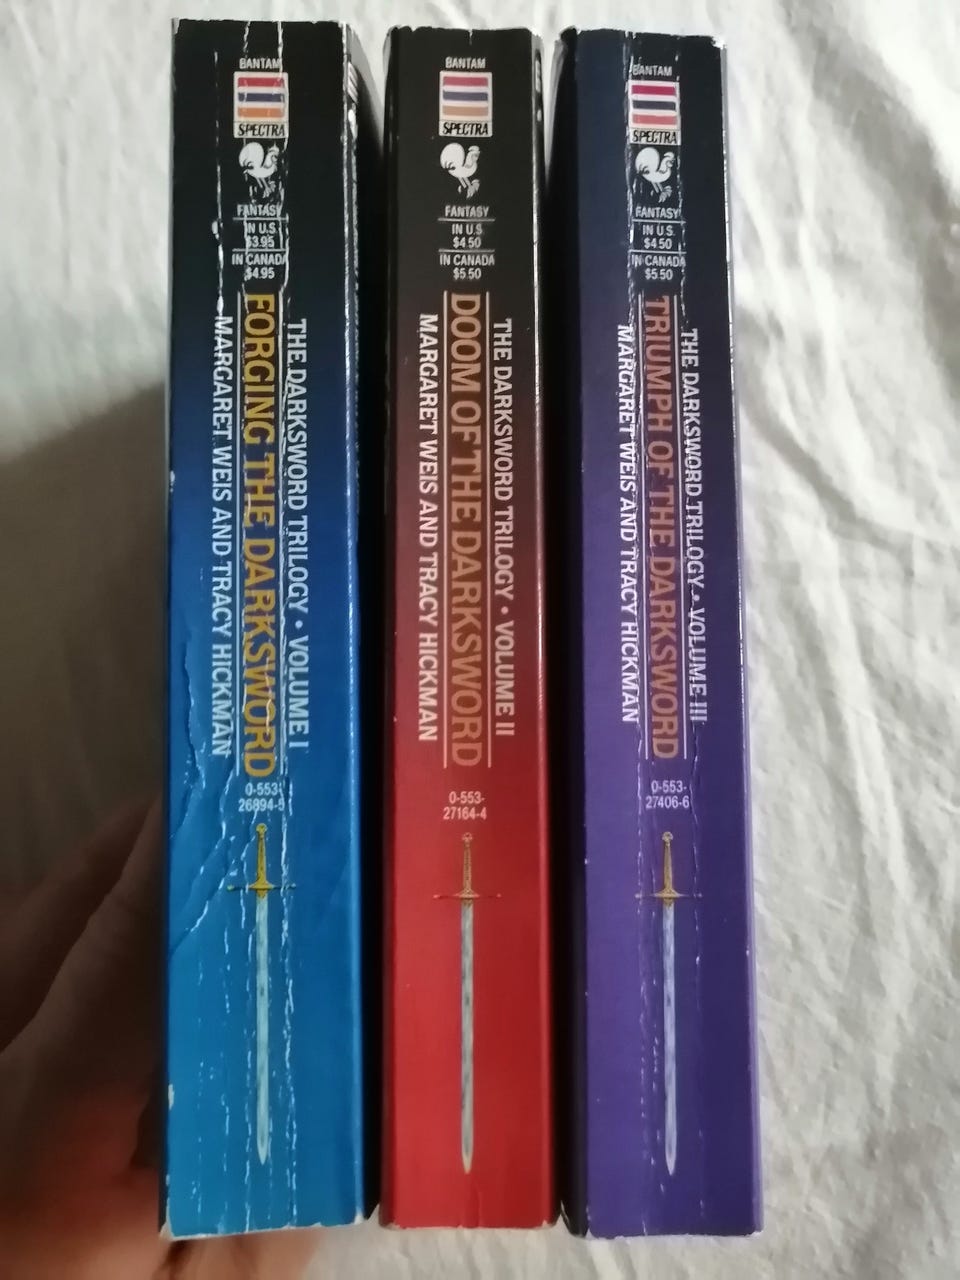 BANTAM
SPECTRA
FANTASY
IN U.S.
$3.95
IN CANADA
$4.95
THE DARKSWORD TRILOGY • VOLUME I
FORGING THE DARKSWORD
MARGARET WEIS AND TRACY HICKMAN
0-553-
26894-5
BANTAM
SPECTRA
FANTASY
IN U.S.
$4.50
IN CANADA
$5.50
THE DARKSWORD TRILOGY • VOLUME II
DOOM OF THE DARKSWORD
MARGARET WEIS AND TRACY HICKMAN
0-553-
27164-4
BANTAM
SPECTRA
FANTASY
IN U.S.
$4.50
IN CANADA
$5.50
THE DARKSWORD TRILOGY • VOLUME III
TRIUMPH OF THE DARKSWORD
MARGARET WEIS AND TRACY HICKMAN
0-553-
27406-6